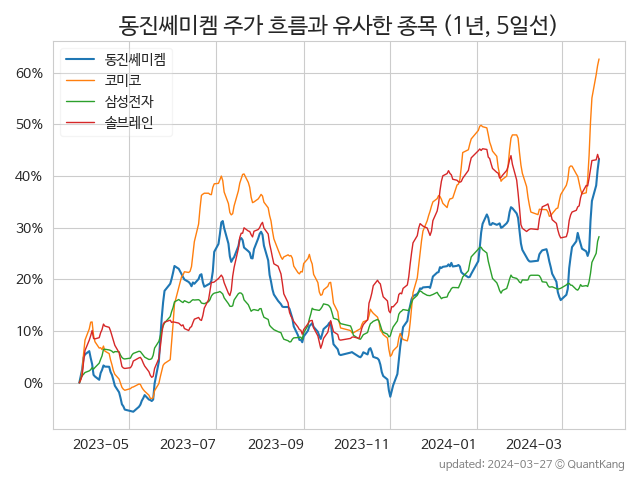 동진쎄미켐 주가 흐름과 유사한 종목 (1년, 5일선)
동진쎄미켐
코미코
삼성전자
솔브레인
60%
50%
40%
30%
20%
10%
0%
2023-05 2023-07 2023-09 2023-11 2024-01 2024-03
updated: 2024-03-27 © QuantKang